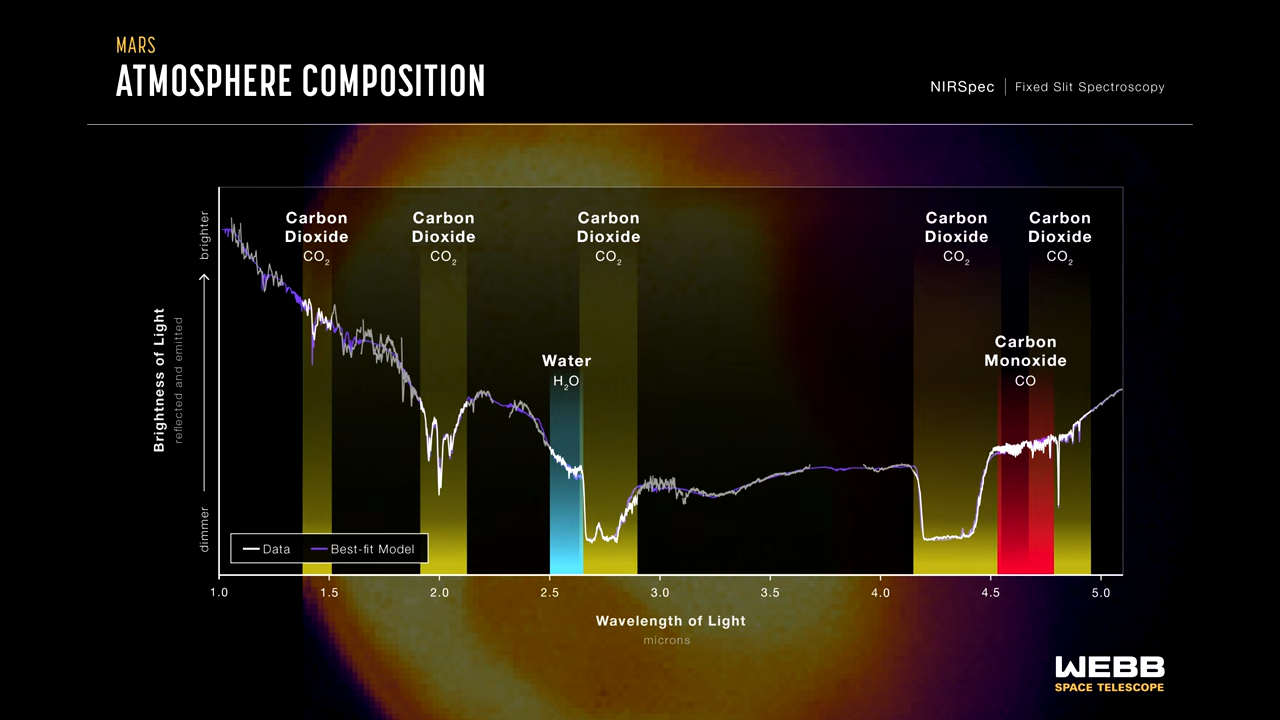 MARS
ATMOSPHERE COMPOSITION
NIRSpec | Fixed Slit Spectroscopy
Carbon
Dioxide
CO₂
Carbon
Dioxide
CO₂
Carbon
Dioxide
CO₂
Carbon
Dioxide
CO₂
Carbon
Dioxide
CO₂
Water
H₂O
Carbon
Monoxide
CO
brighter
dimmer
Brightness of Light
reflected and emitted
Data
Best-fit Model
1.0 1.5 2.0 2.5 3.0 3.5 4.0 4.5 5.0
Wavelength of Light
microns
WEBB
SPACE TELESCOPE